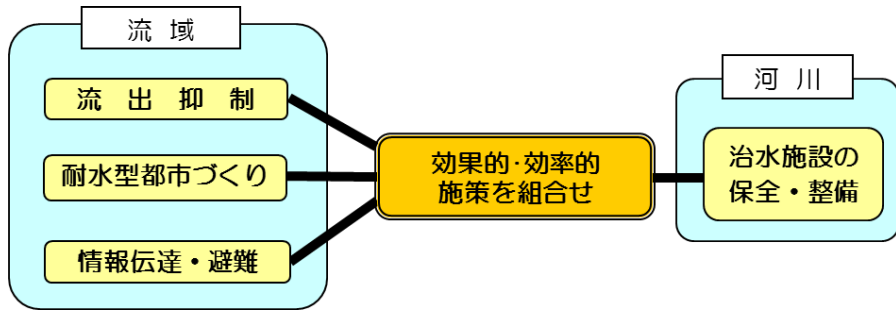 流域
流出抑制
耐水型都市づくり
情報伝達・避難
効果的・効率的
施策を組合せ
河川
治水施設の
保全・整備